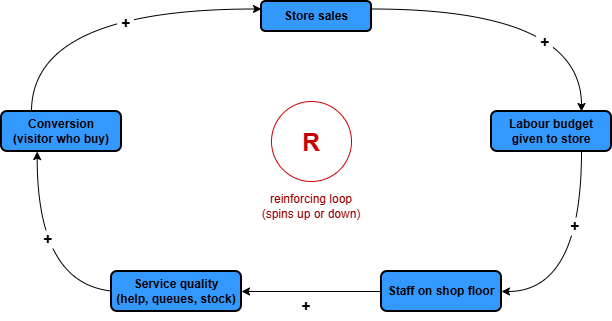 Store sales
+
+
Conversion
(visitor who buy)
R
Labour budget
given to store
reinforcing loop
(spins up or down)
+
+
Service quality
(help, queues, stock)
+
Staff on shop floor